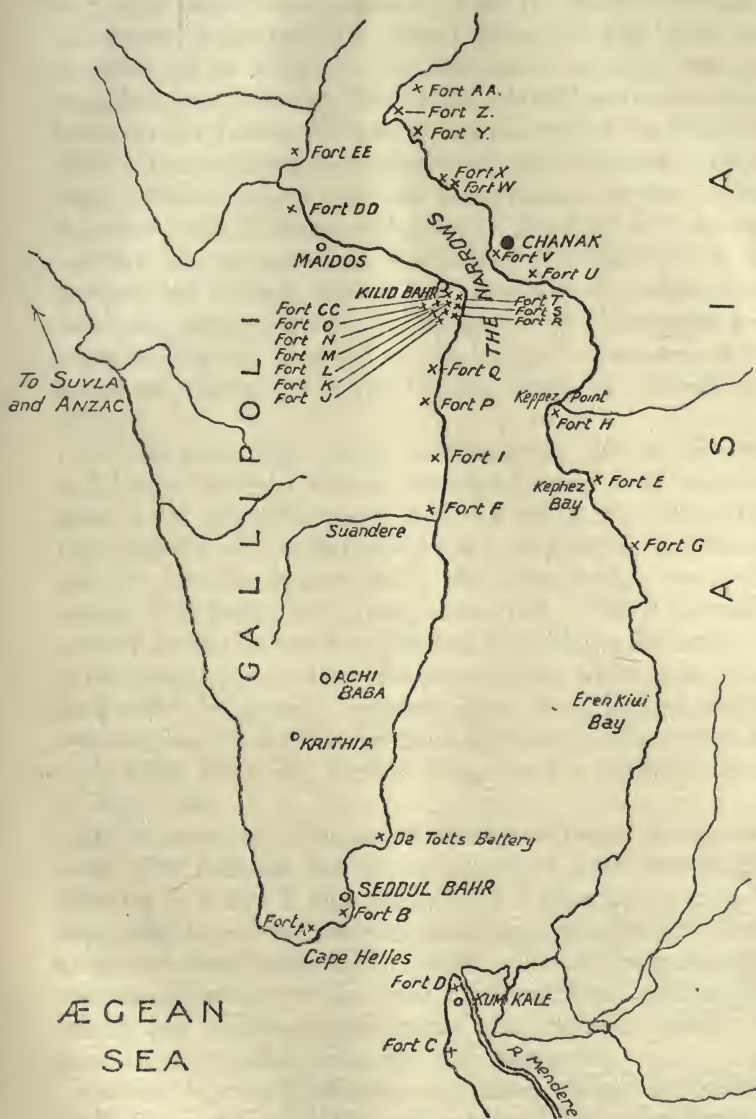 Fort AA.
Fort Z.
Fort Y.
Fort EE
Fort X
Fort W
Fort DD
THE NARROWS
CHANAK
Fort V
MAIDOS
Fort U
KILID BAHR
Fort CC
Fort O
Fort N
Fort M
Fort L
Fort K
Fort J
Fort T
Fort S
Fort R
To SUVLA
and ANZAC
Fort Q
Keppez Point
Fort P
Fort H
Fort I
Kephez
Bay
Fort E
Fort F
Suandere
Fort G
GALLIPOLI
ASIA
ACHI
BABA
Eren Kiui
Bay
KRITHIA
De Totts Battery
SEDDUL BAHR
Fort A
Fort B
Cape Helles
Fort D
KUM KALE
ÆGEAN
SEA
Fort C
R Mendere